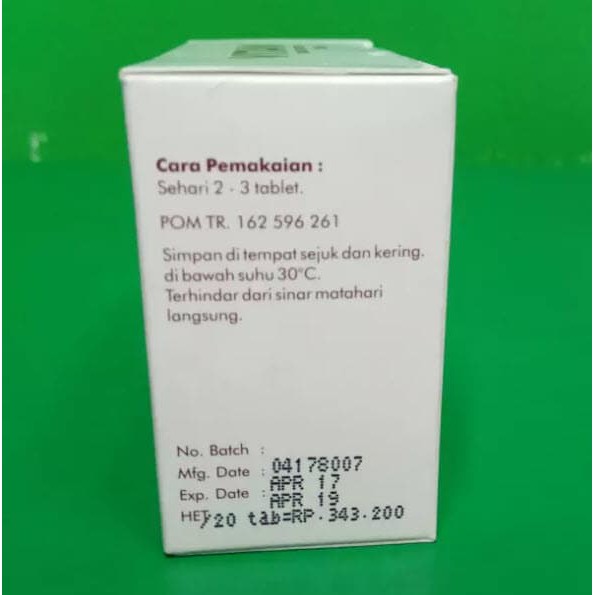 Cara Pemakaian :
Sehari 2 - 3 tablet.
POM TR. 162 596 261
Simpan di tempat sejuk dan kering.
di bawah suhu 30°C.
Terhindar dari sinar matahari
langsung.
No. Batch : 04178007
Mfg. Date : APR 17
Exp. Date : APR 19
HET/20 tab=RP.343.200